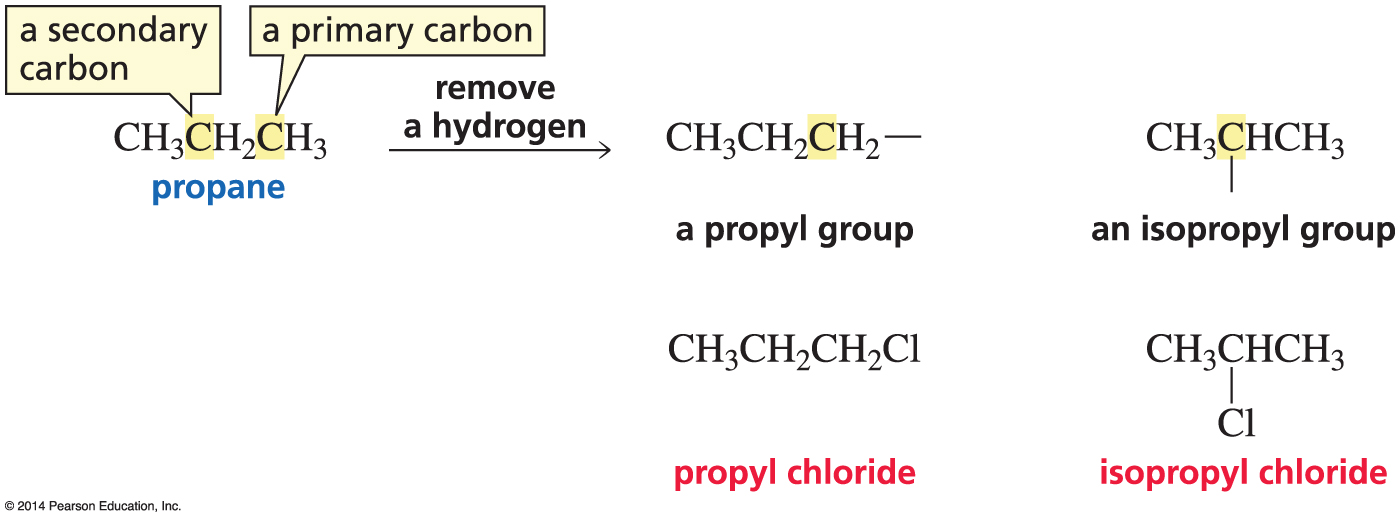 a secondary
carbon
a primary carbon
remove
a hydrogen
CH₃CH₂CH₃
propane
CH₃CH₂CH₂—
a propyl group
CH₃CHCH₃
an isopropyl group
CH₃CH₂CH₂Cl
propyl chloride
CH₃CHCH₃
Cl
isopropyl chloride
© 2014 Pearson Education, Inc.